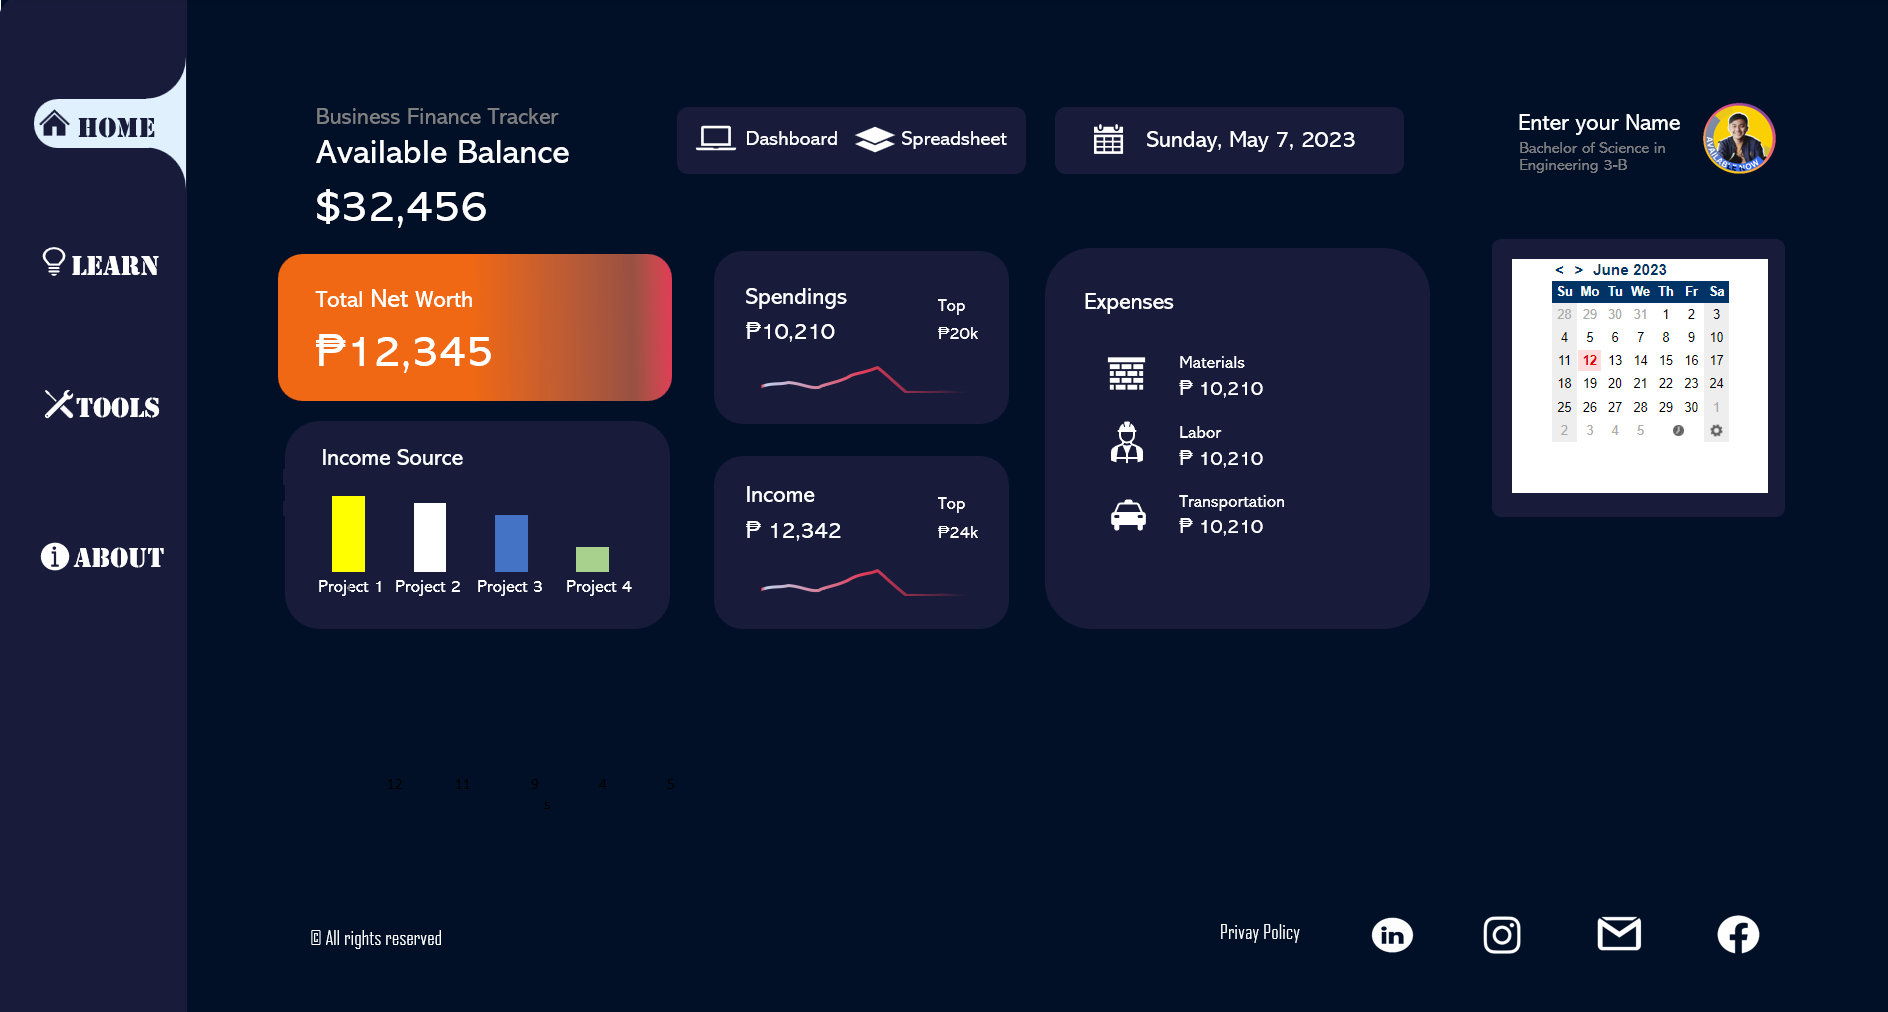 HOME
LEARN
TOOLS
ABOUT
Business Finance Tracker
Available Balance
$32,456
Dashboard
Spreadsheet
Sunday, May 7, 2023
Enter your Name
Bachelor of Science in
Engineering 3-B
AVAILABLE NOW
Total Net Worth
₱12,345
Income Source
Project 1
Project 2
Project 3
Project 4
Spendings
₱10,210
Top
₱20k
Income
₱ 12,342
Top
₱24k
Expenses
Materials
₱ 10,210
Labor
₱ 10,210
Transportation
₱ 10,210
< > June 2023
Su Mo Tu We Th Fr Sa
28 29 30 31 1 2 3
4 5 6 7 8 9 10
11 12 13 14 15 16 17
18 19 20 21 22 23 24
25 26 27 28 29 30 1
2 3 4 5
12 11 9 4 5
s
© All rights reserved
Privay Policy
in